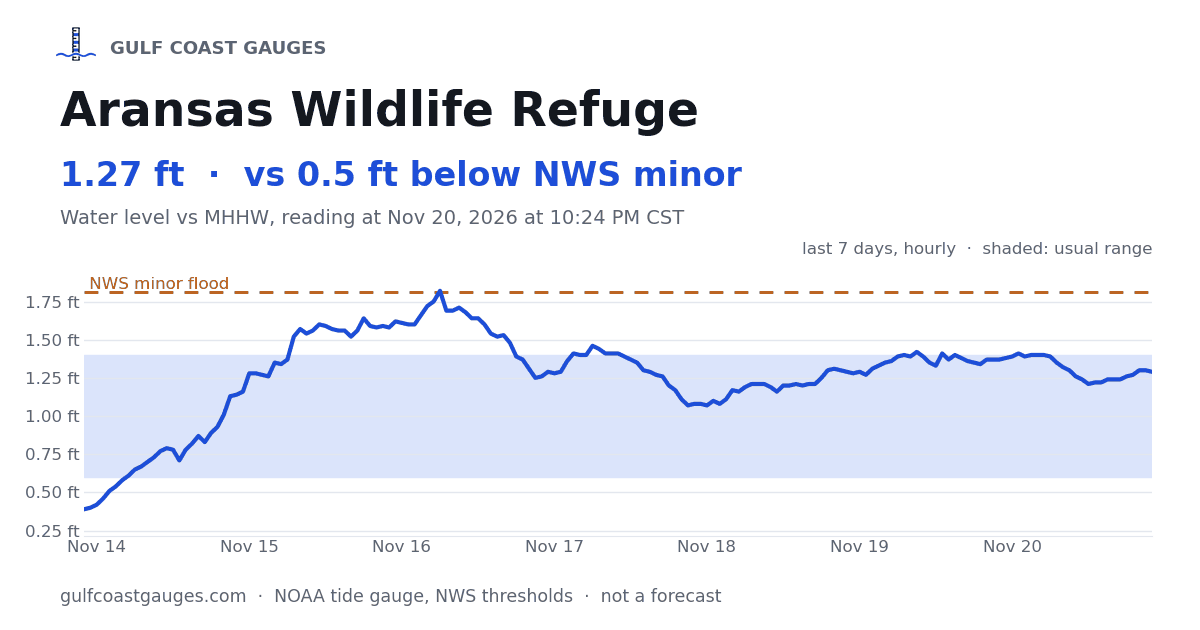 GULF COAST GAUGES
Aransas Wildlife Refuge
1.27 ft · vs 0.5 ft below NWS minor
Water level vs MHHW, reading at Nov 20, 2026 at 10:24 PM CST
last 7 days, hourly · shaded: usual range
NWS minor flood
1.75 ft
1.50 ft
1.25 ft
1.00 ft
0.75 ft
0.50 ft
0.25 ft
Nov 14 Nov 15 Nov 16 Nov 17 Nov 18 Nov 19 Nov 20
gulfcoastgauges.com · NOAA tide gauge, NWS thresholds · not a forecast